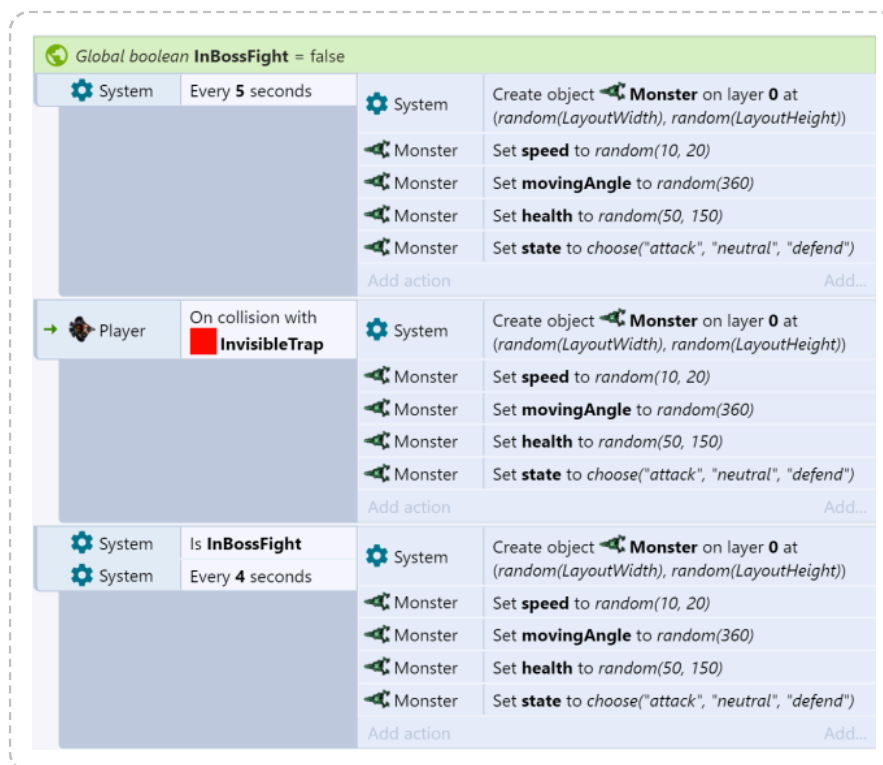 Global boolean InBossFight = false
System Every 5 seconds
System Create object Monster on layer 0 at
(random(LayoutWidth), random(LayoutHeight))
Monster Set speed to random(10, 20)
Monster Set movingAngle to random(360)
Monster Set health to random(50, 150)
Monster Set state to choose("attack", "neutral", "defend")
Add action Add...
Player On collision with
InvisibleTrap
System Create object Monster on layer 0 at
(random(LayoutWidth), random(LayoutHeight))
Monster Set speed to random(10, 20)
Monster Set movingAngle to random(360)
Monster Set health to random(50, 150)
Monster Set state to choose("attack", "neutral", "defend")
Add action Add...
System Is InBossFight
System Every 4 seconds
System Create object Monster on layer 0 at
(random(LayoutWidth), random(LayoutHeight))
Monster Set speed to random(10, 20)
Monster Set movingAngle to random(360)
Monster Set health to random(50, 150)
Monster Set state to choose("attack", "neutral", "defend")
Add action Add...